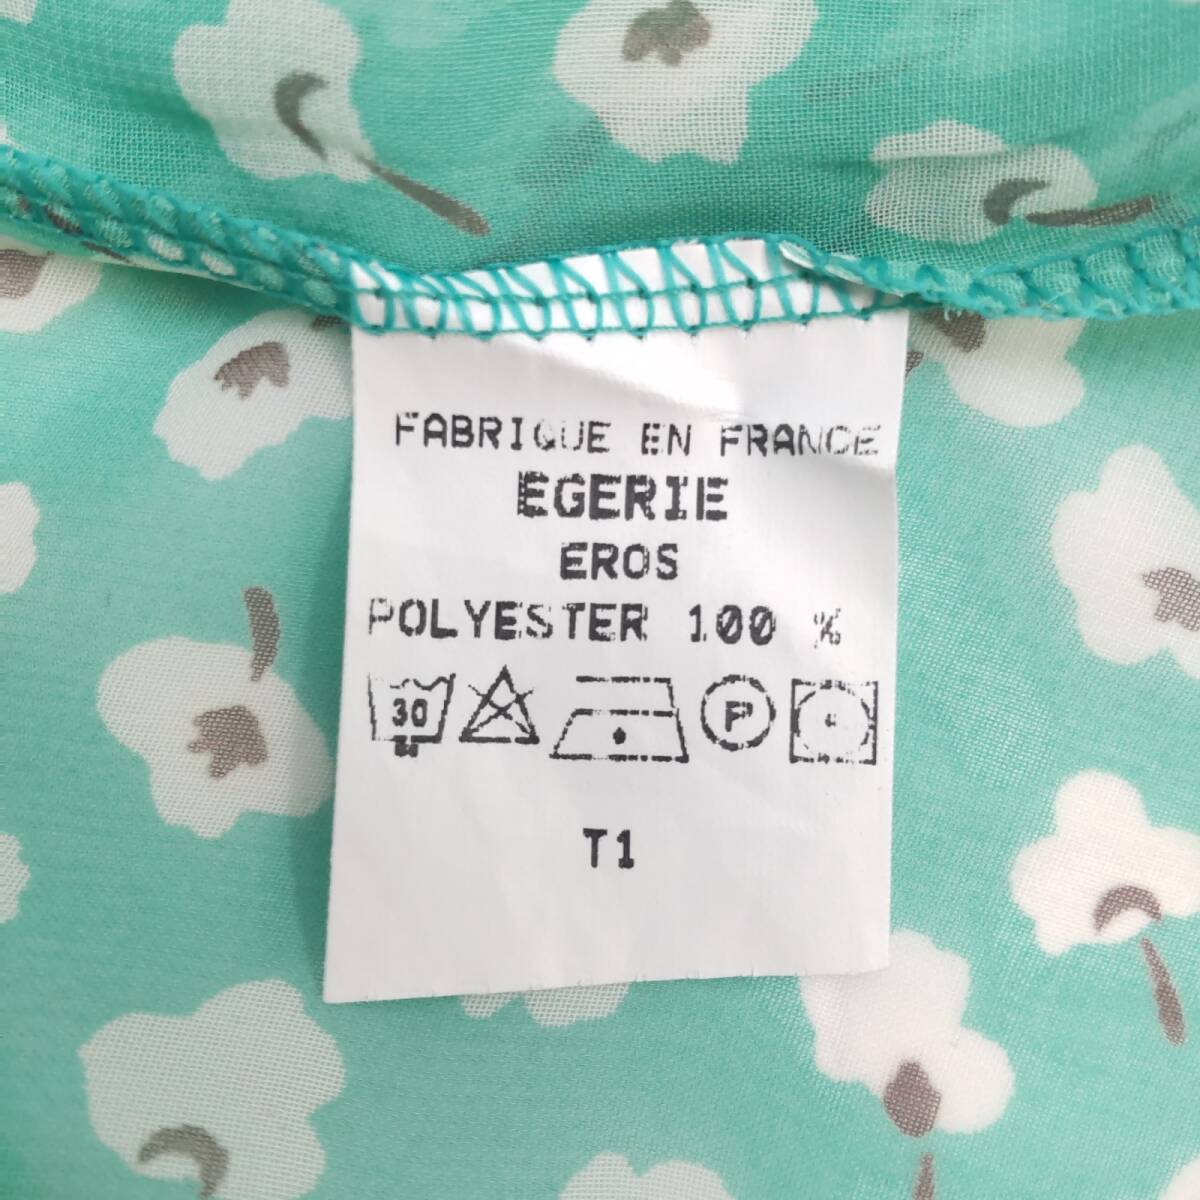 FABRIQUE EN FRANCE
EGERIE
EROS
POLYESTER 100 %
30 P
T1